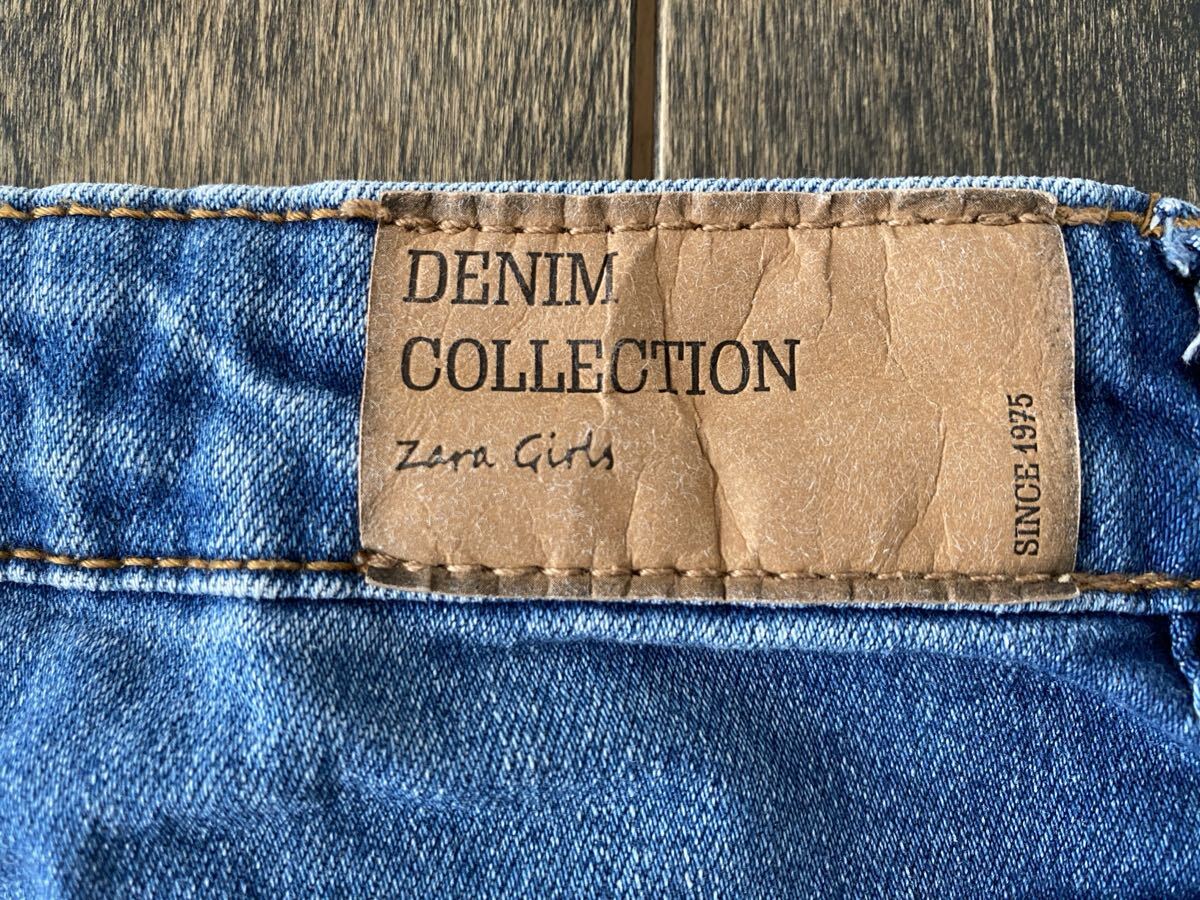 DENIM
COLLECTION
Zara Girls
SINCE 1975